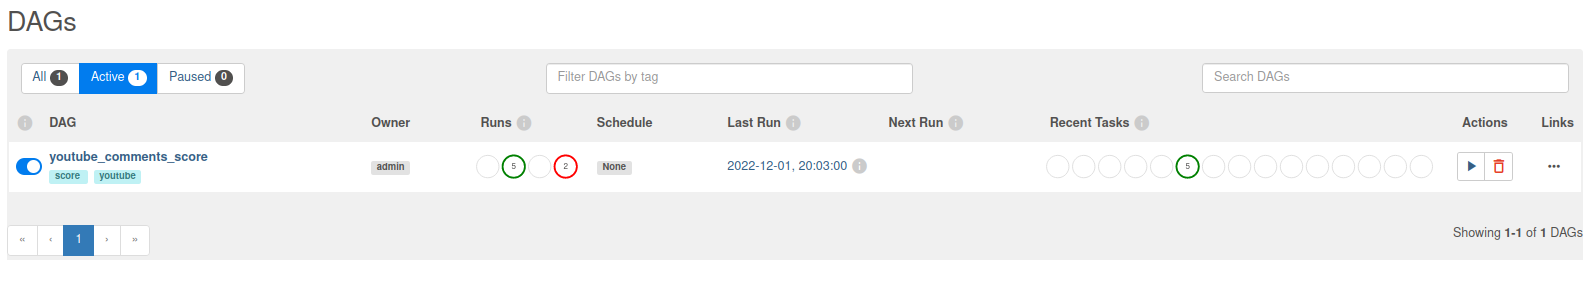 DAGs
All 1 Active 1 Paused 0 Filter DAGs by tag Search DAGs
i DAG Owner Runs i Schedule Last Run i Next Run i Recent Tasks i Actions Links
youtube_comments_score admin 5 2 None 2022-12-01, 20:03:00 i 5 ...
score youtube
« ‹ 1 › » Showing 1-1 of 1 DAGs